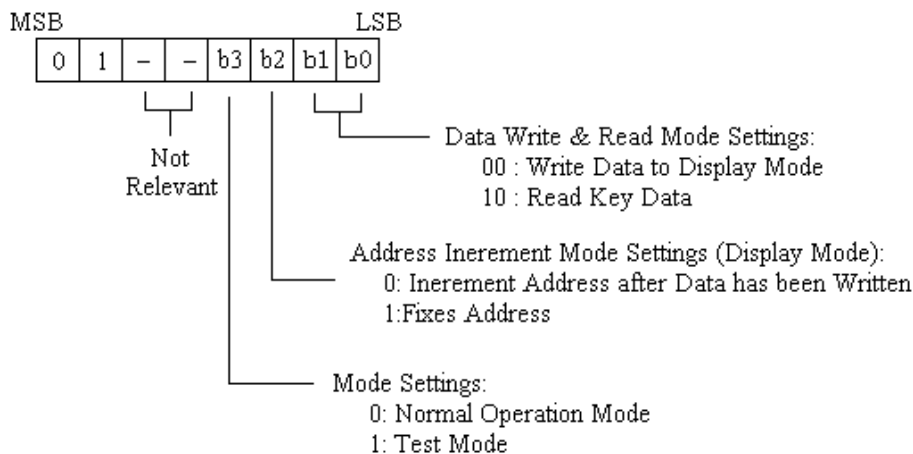 MSB LSB
0 1 – – b3 b2 b1 b0
Data Write & Read Mode Settings:
00 : Write Data to Display Mode
10 : Read Key Data
Not
Relevant
Address Inerement Mode Settings (Display Mode):
0: Inerement Address after Data has been Written
1:Fixes Address
Mode Settings:
0: Normal Operation Mode
1: Test Mode